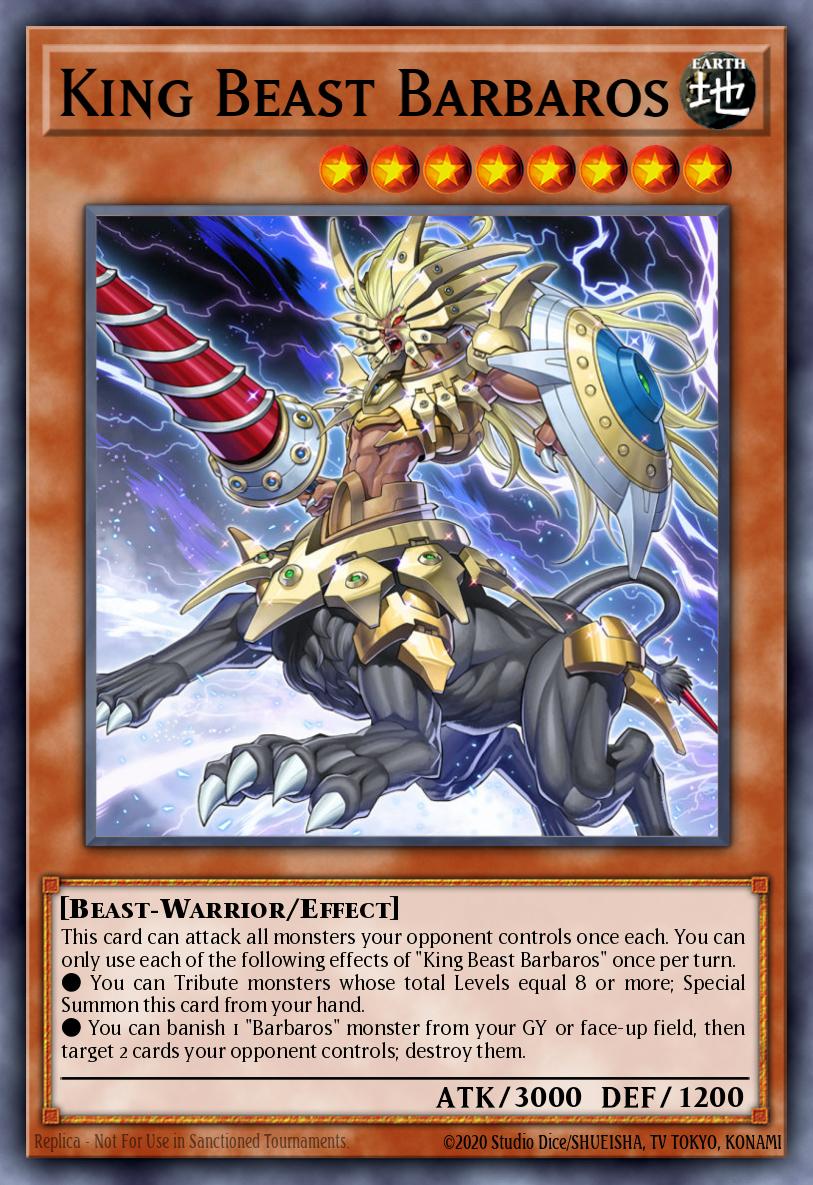 King Beast Barbaros
EARTH
地
[Beast-Warrior/Effect]
This card can attack all monsters your opponent controls once each. You can
only use each of the following effects of "King Beast Barbaros" once per turn.
● You can Tribute monsters whose total Levels equal 8 or more; Special
Summon this card from your hand.
● You can banish 1 "Barbaros" monster from your GY or face-up field, then
target 2 cards your opponent controls; destroy them.
ATK/3000 DEF/1200
Replica - Not For Use in Sanctioned Tournaments.
©2020 Studio Dice/SHUEISHA, TV TOKYO, KONAMI